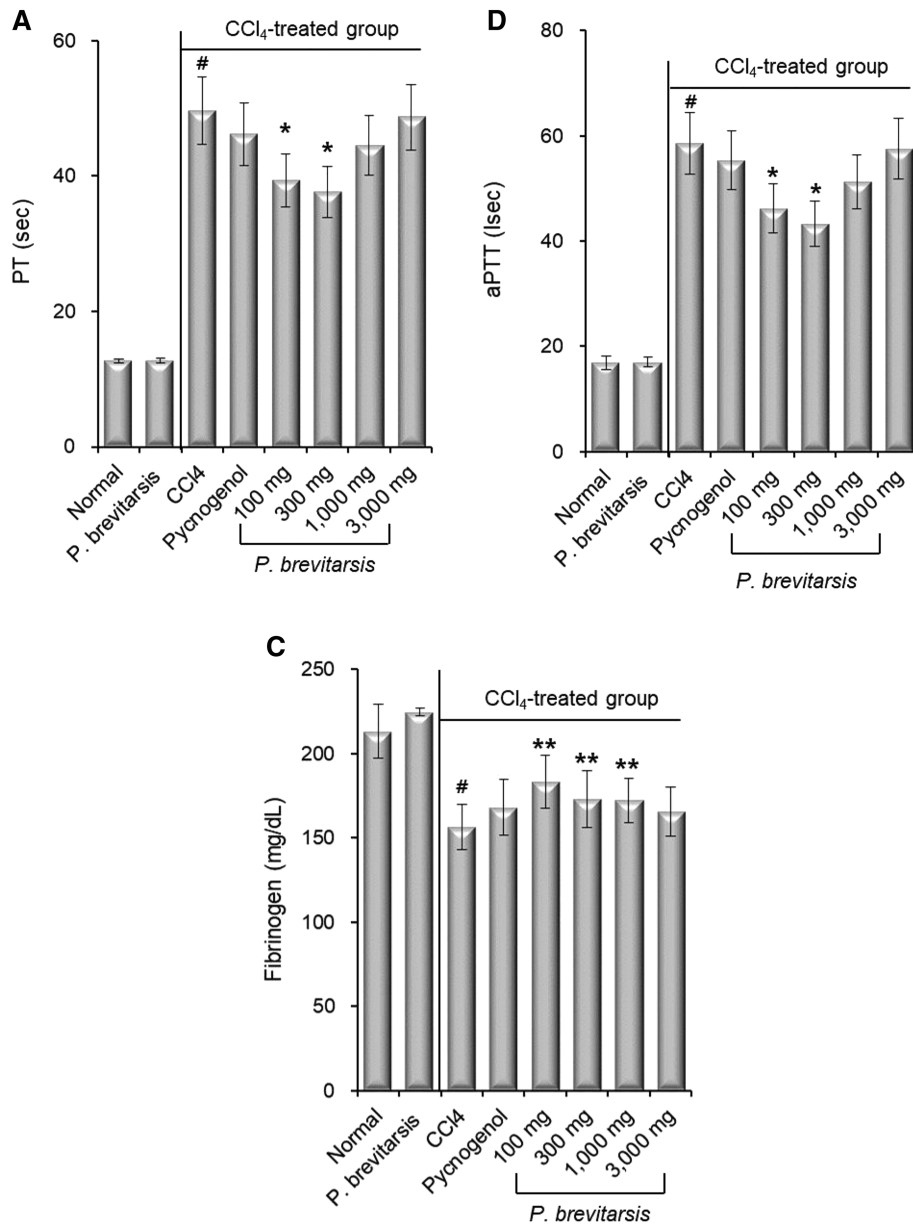 A
CCl₄-treated group
PT (sec)
60
40
20
0
#
*
*
Normal
P. brevitarsis
CCl4
Pycnogenol
100 mg
300 mg
1,000 mg
3,000 mg
P. brevitarsis
D
CCl₄-treated group
aPTT (Isec)
80
60
40
20
0
#
*
*
Normal
P. brevitarsis
CCl4
Pycnogenol
100 mg
300 mg
1,000 mg
3,000 mg
P. brevitarsis
C
CCl₄-treated group
Fibrinogen (mg/dL)
250
200
150
100
50
0
#
**
**
**
Normal
P. brevitarsis
CCl4
Pycnogenol
100 mg
300 mg
1,000 mg
3,000 mg
P. brevitarsis